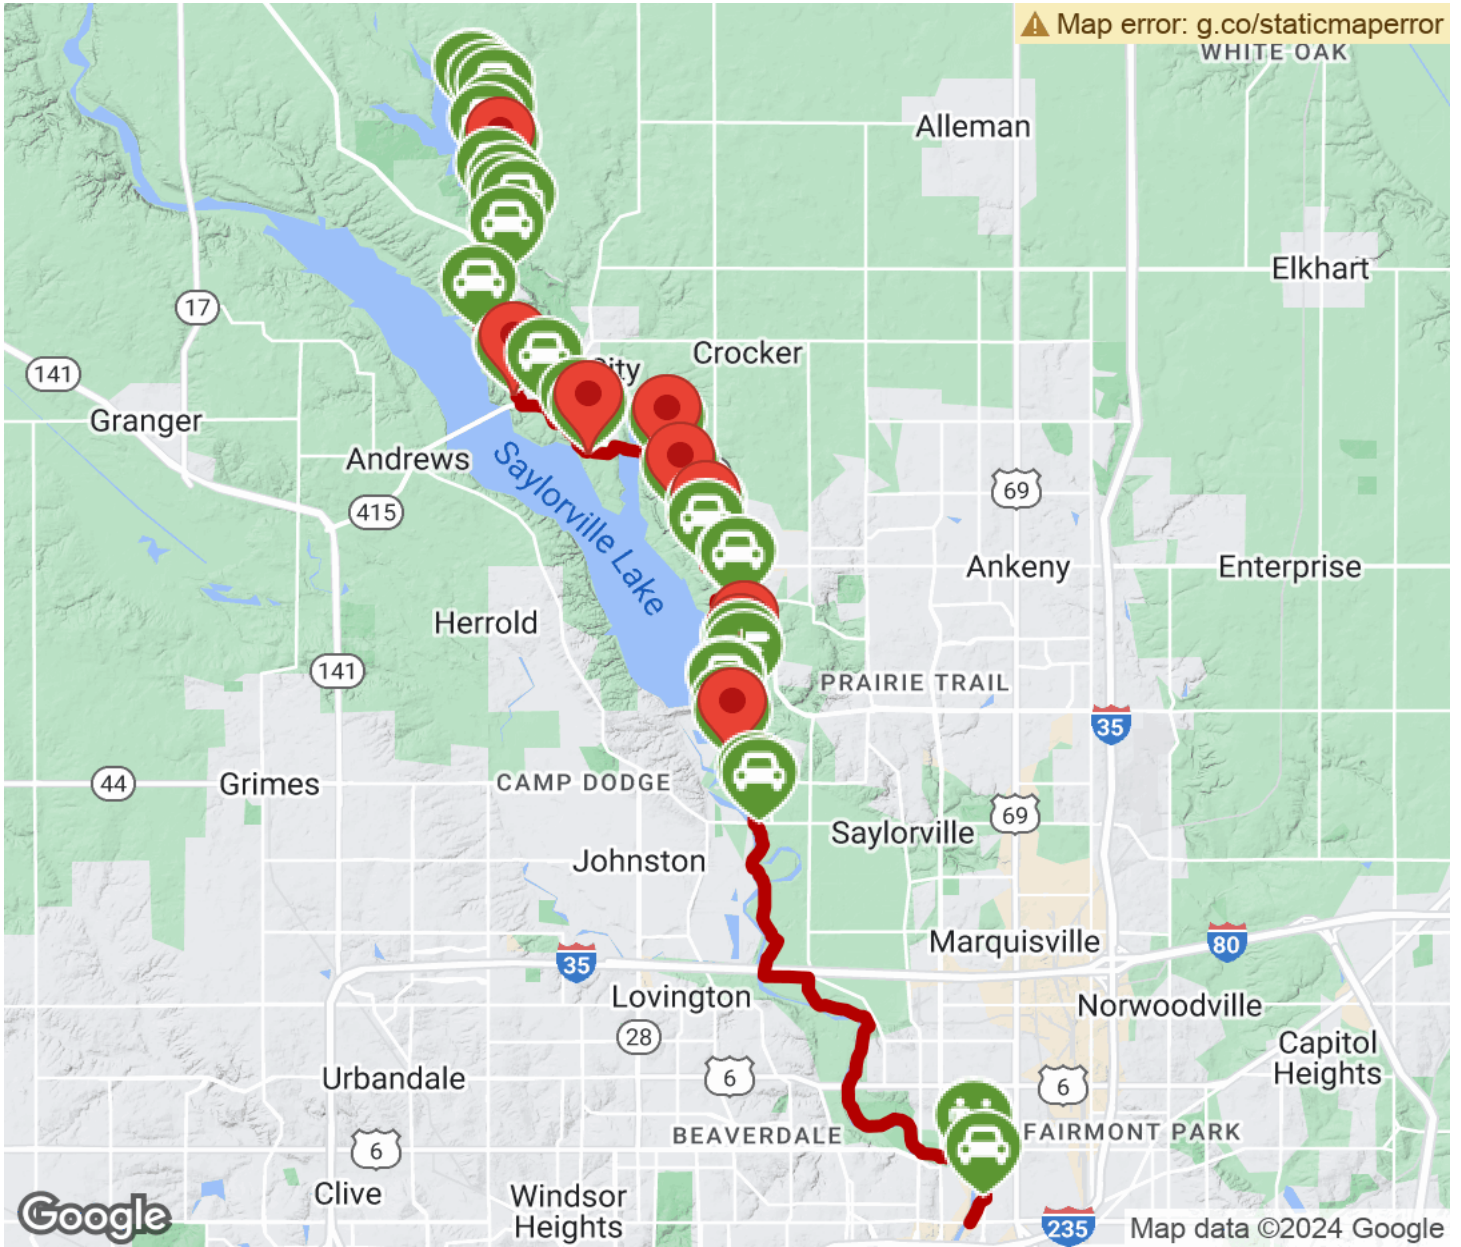 Map error: g.co/staticmaperror
WHITE OAK
Alleman
Elkhart
17
141
City
Crocker
Granger
Andrews
Saylorville Lake
69
415
Ankeny
Enterprise
Herrold
141
PRAIRIE TRAIL
35
44
Grimes
CAMP DODGE
69
Saylorville
Johnston
Marquisville
80
35
Lovington
Norwoodville
28
Capitol
Heights
Urbandale
6
6
BEAVERDALE
FAIRMONT PARK
6
Clive
Windsor
Heights
Google
235
Map data ©2024 Google